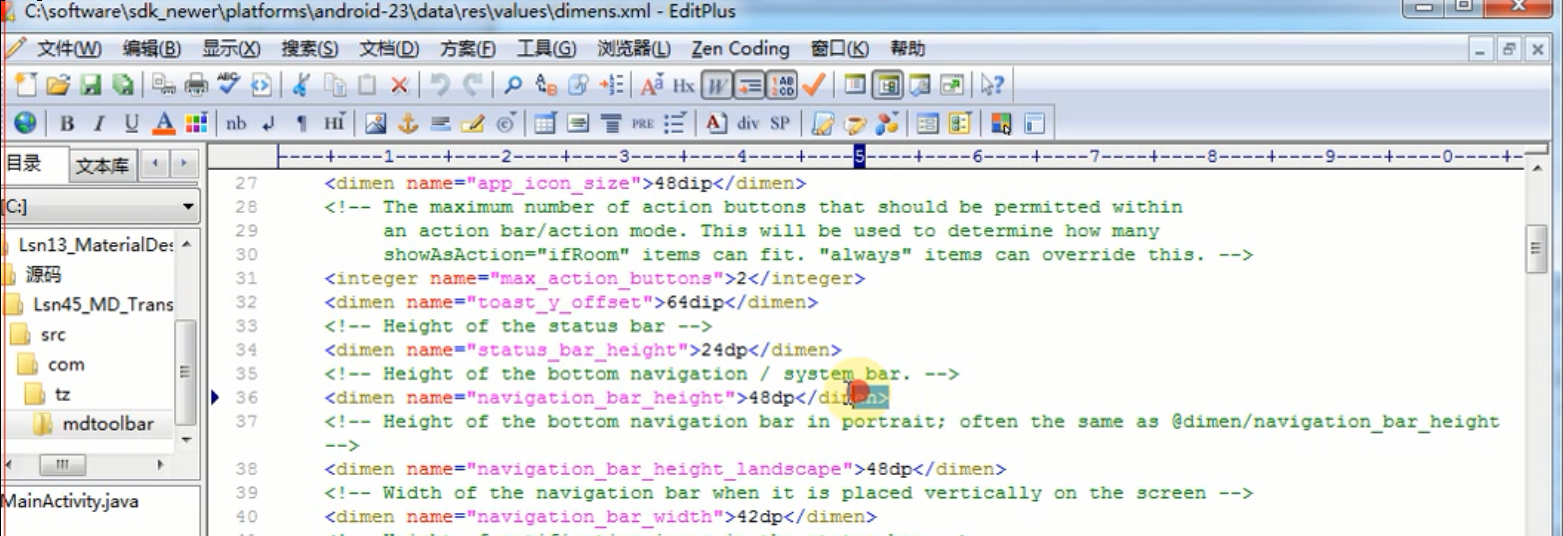 C:\software\sdk_newer\platforms\android-23\data\res\values\dimens.xml - EditPlus
文件(W) 编辑(B) 显示(X) 搜索(S) 文档(D) 方案(F) 工具(G) 浏览器(L) Zen Coding 窗口(K) 帮助
Hx W
B I U A nb ¶ HI PRE A div SP
目录 文本库
----+----1----+----2----+----3----+----4----+----5----+----6----+----7----+----8----+----9----+----0----+-
[C:]
Lsn13_MaterialDes
源码
Lsn45_MD_Trans
src
com
tz
mdtoolbar
MainActivity.java
27 <dimen name="app_icon_size">48dip</dimen>
28 <!-- The maximum number of action buttons that should be permitted within
29 an action bar/action mode. This will be used to determine how many
30 showAsAction="ifRoom" items can fit. "always" items can override this. -->
31 <integer name="max_action_buttons">2</integer>
32 <dimen name="toast_y_offset">64dip</dimen>
33 <!-- Height of the status bar -->
34 <dimen name="status_bar_height">24dp</dimen>
35 <!-- Height of the bottom navigation / system bar. -->
36 <dimen name="navigation_bar_height">48dp</dimen>
37 <!-- Height of the bottom navigation bar in portrait; often the same as @dimen/navigation_bar_height
-->
38 <dimen name="navigation_bar_height_landscape">48dp</dimen>
39 <!-- Width of the navigation bar when it is placed vertically on the screen -->
40 <dimen name="navigation_bar_width">42dp</dimen>